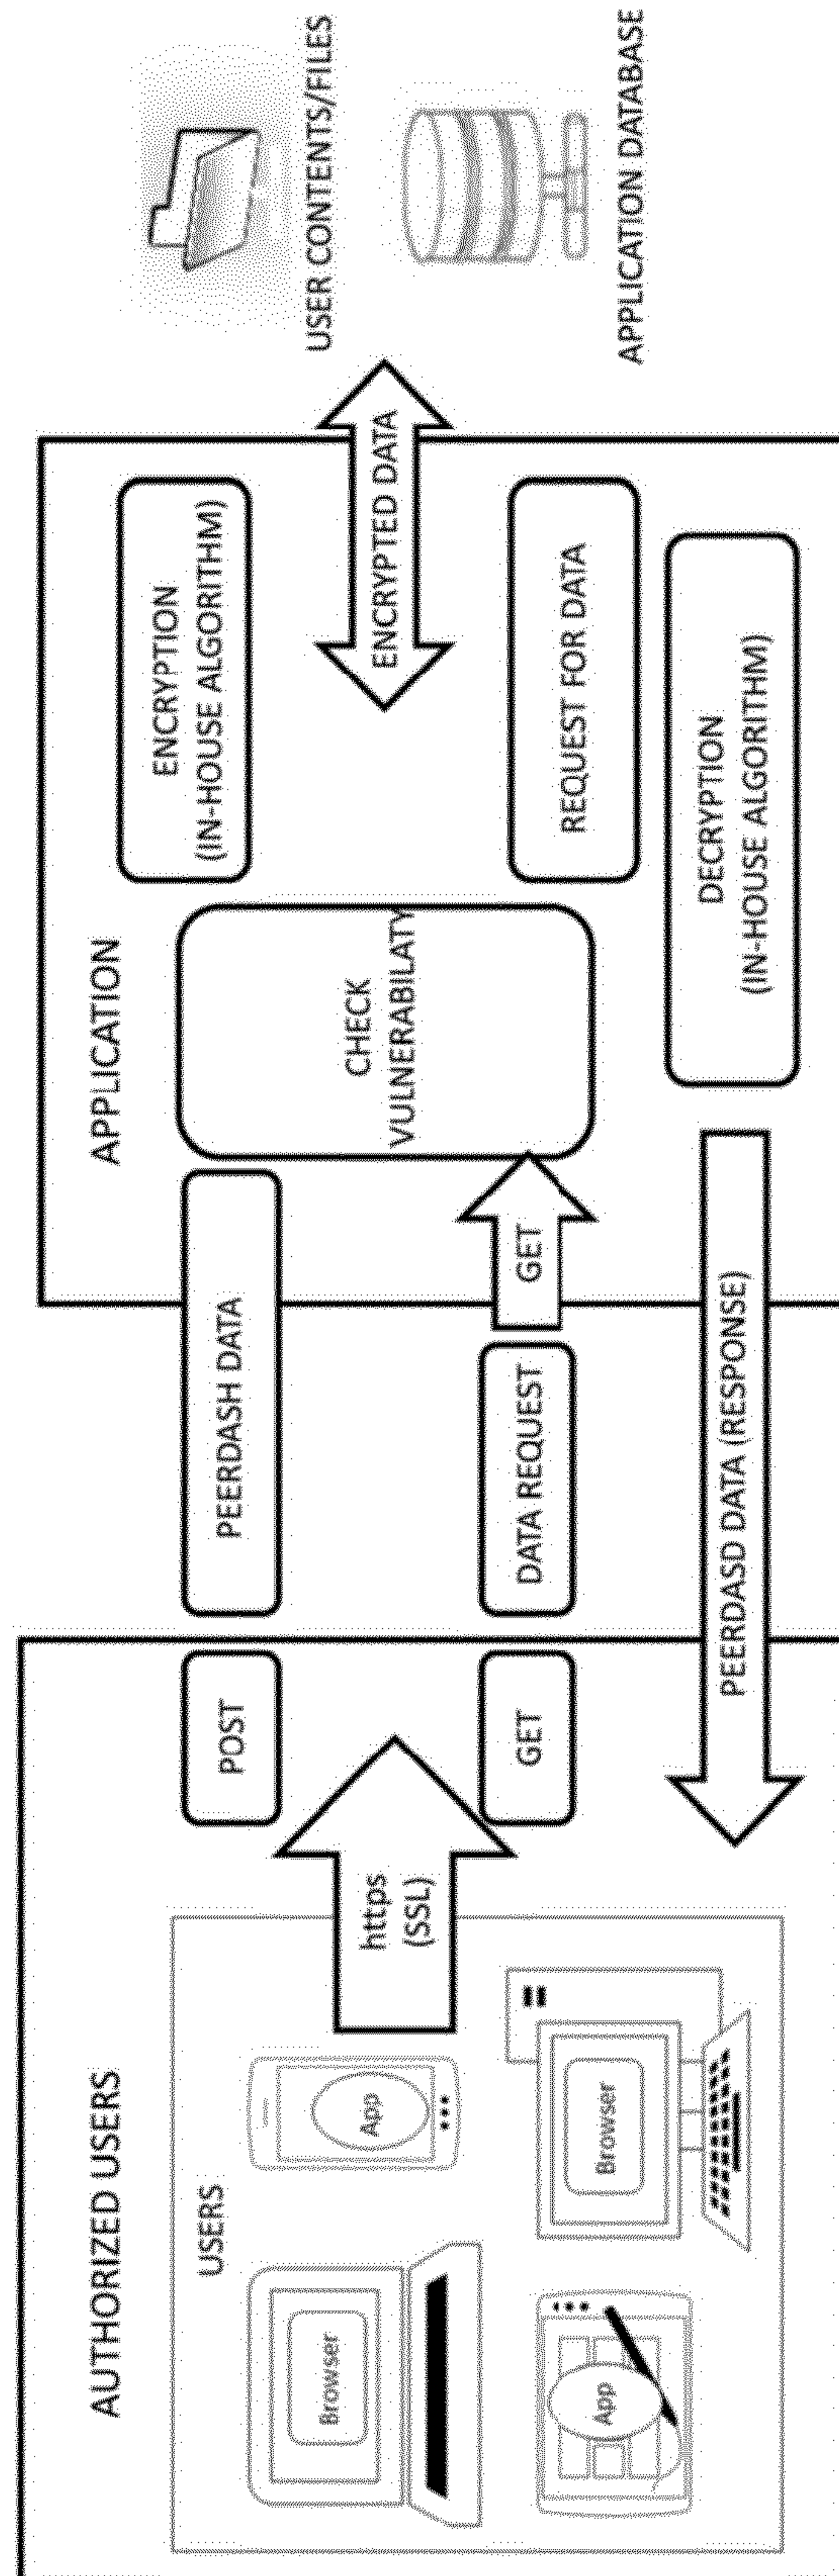 AUTHORIZED USERS
USERS
Browser
App
App
Browser
https
(SSL)
POST
GET
PEERDASH DATA
DATA REQUEST
GET
PEERDASD DATA (RESPONSE)
APPLICATION
CHECK
VULNERABILATY
ENCRYPTION
(IN-HOUSE ALGORITHM)
ENCRYPTED DATA
REQUEST FOR DATA
DECRYPTION
(IN-HOUSE ALGORITHM)
USER CONTENTS/FILES
APPLICATION DATABASE